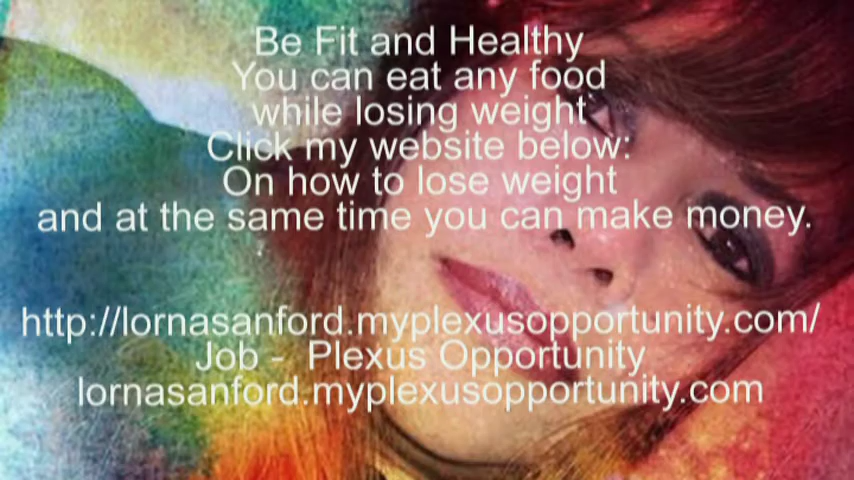 Be Fit and Healthy
You can eat any food
while losing weight
Click my website below:
On how to lose weight
and at the same time you can make money.
http://lornasanford.myplexusopportunity.com/
Job - Plexus Opportunity
lornasanford.myplexusopportunity.com